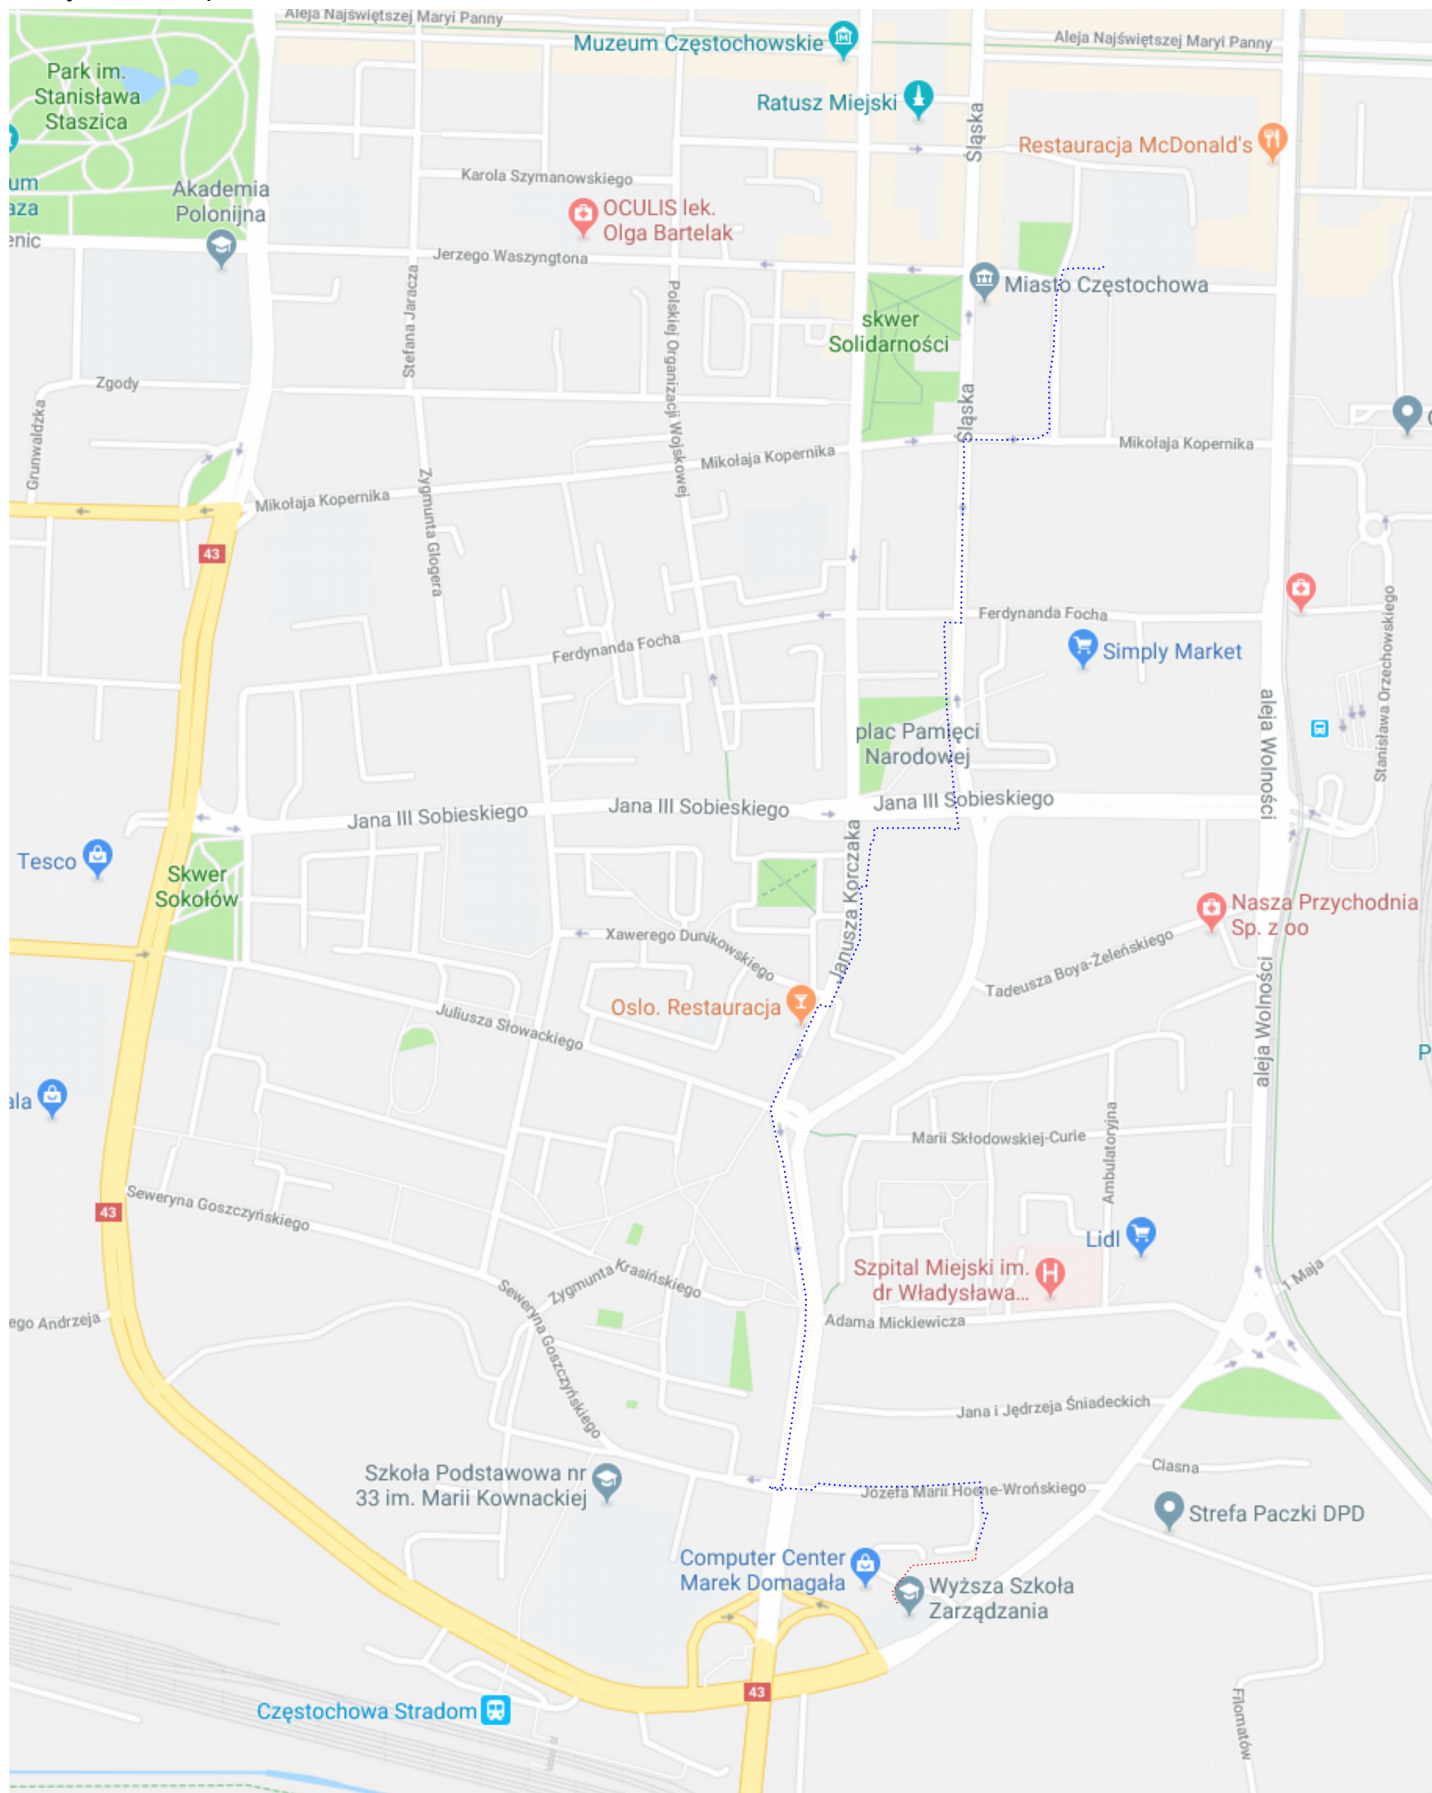 Aleja Najświętszej Maryi Panny
Muzeum Częstochowskie
Aleja Najświętszej Maryi Panny
Park im.
Stanisława
Staszica
Ratusz Miejski
Śląska
Restauracja McDonald's
um
aza
Akademia
Polonijna
Karola Szymanowskiego
OCULIS lek.
Olga Bartelak
enic
Jerzego Waszyngtona
Stefana Jaracza
Polskiej Organizacji Wojskowej
Miasto Częstochowa
skwer
Solidarności
Zgody
Grunwaldzka
Śląska
Mikołaja Kopernika
Mikołaja Kopernika
Mikołaja Kopernika
Zygmunta Glogera
43
Ferdynanda Focha
Ferdynanda Focha
Simply Market
Stanisława Orzechowskiego
aleja Wolności
plac Pamięci
Narodowej
Jana III Sobieskiego
Jana III Sobieskiego
Jana III Sobieskiego
Tesco
Skwer
Sokołów
Janusza Korczaka
Nasza Przychodnia
Sp. z oo
Xawerego Dunikowskiego
Tadeusza Boya-Żeleńskiego
Oslo. Restauracja
Juliusza Słowackiego
aleja Wolności
P
ala
Marii Skłodowskiej-Curie
Ambulatoryjna
43
Seweryna Goszczyńskiego
Lidl
Szpital Miejski im.
dr Władysława...
1 Maja
Zygmunta Krasińskiego
Seweryna Goszczyńskiego
ego Andrzeja
Adama Mickiewicza
Jana i Jędrzeja Śniadeckich
Ciasna
Szkoła Podstawowa nr
33 im. Marii Kownackiej
Józefa Marii Hoene-Wrońskiego
Strefa Paczki DPD
Computer Center
Marek Domagała
Wyższa Szkoła
Zarządzania
43
Częstochowa Stradom
Filomatów